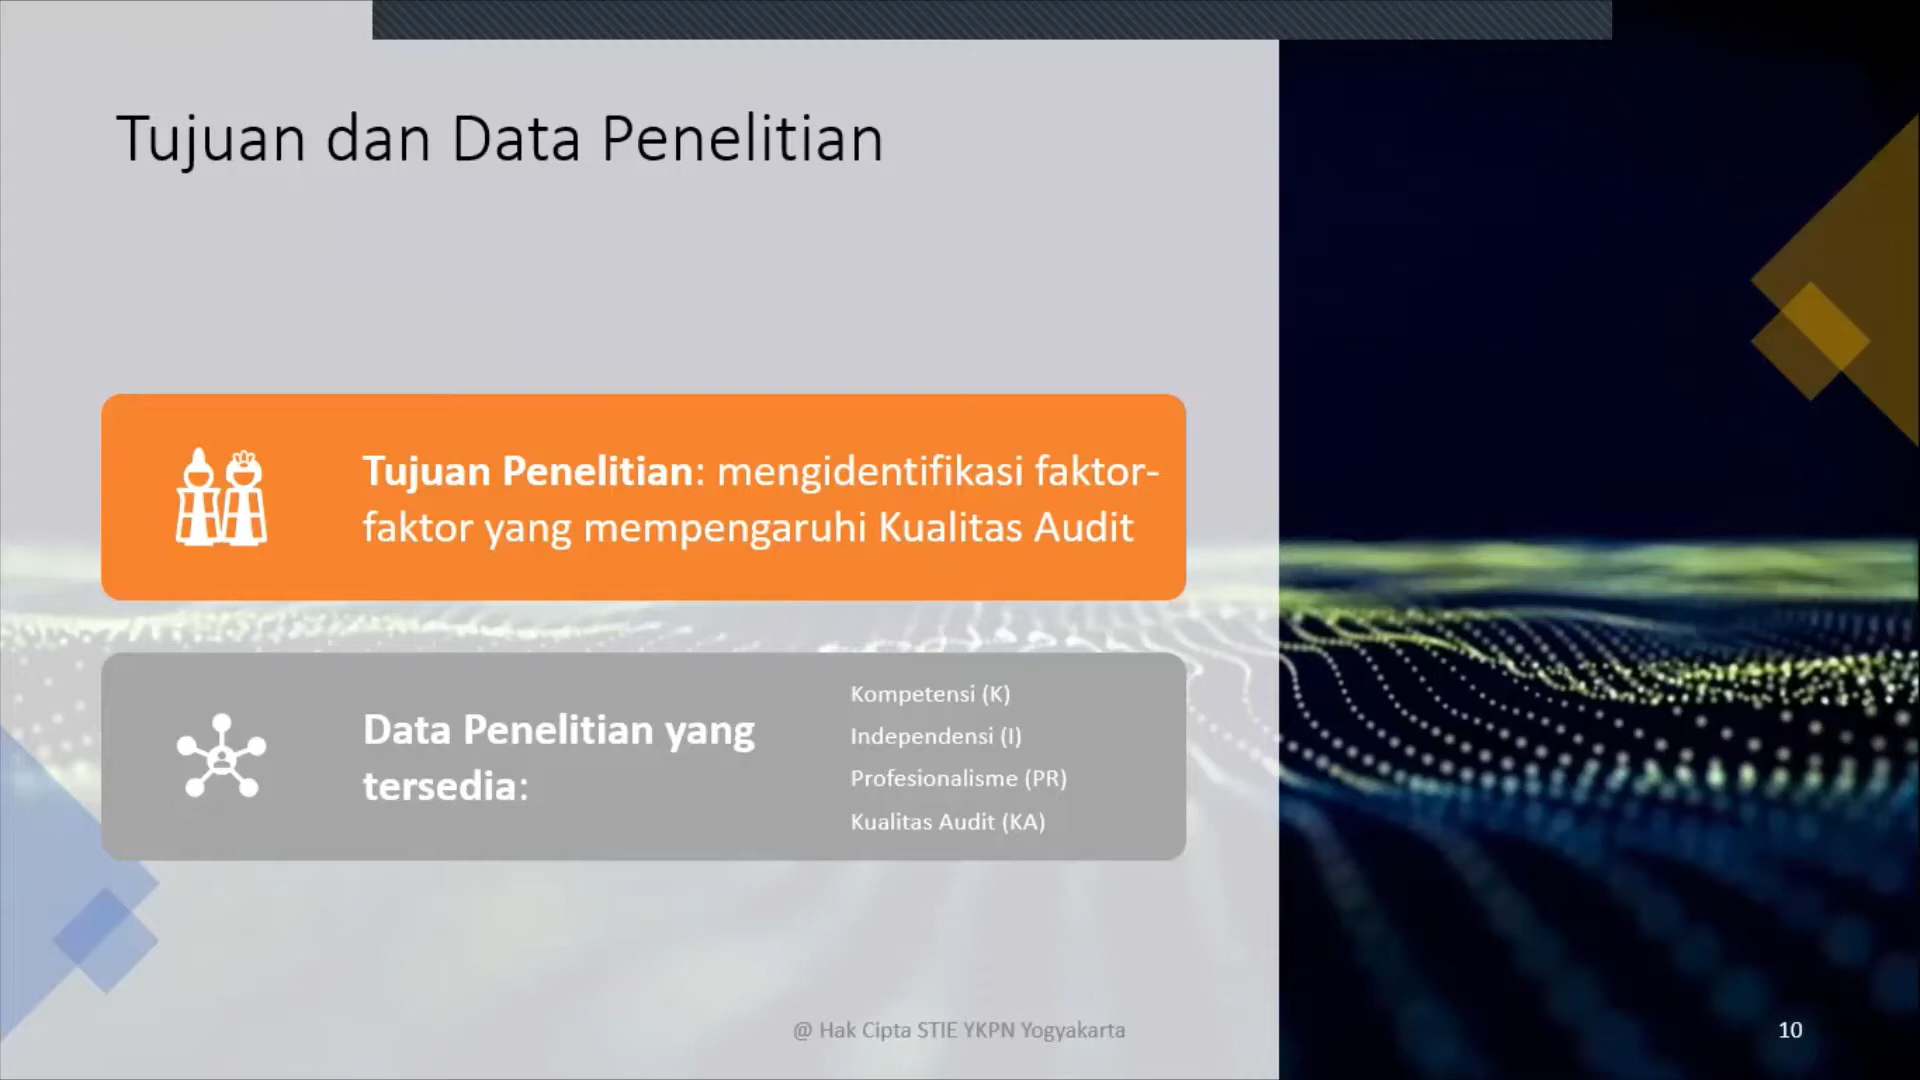 Tujuan dan Data Penelitian
Tujuan Penelitian: mengidentifikasi faktor-
faktor yang mempengaruhi Kualitas Audit
Data Penelitian yang
tersedia:
Kompetensi (K)
Independensi (I)
Profesionalisme (PR)
Kualitas Audit (KA)
@ Hak Cipta STIE YKPN Yogyakarta
10